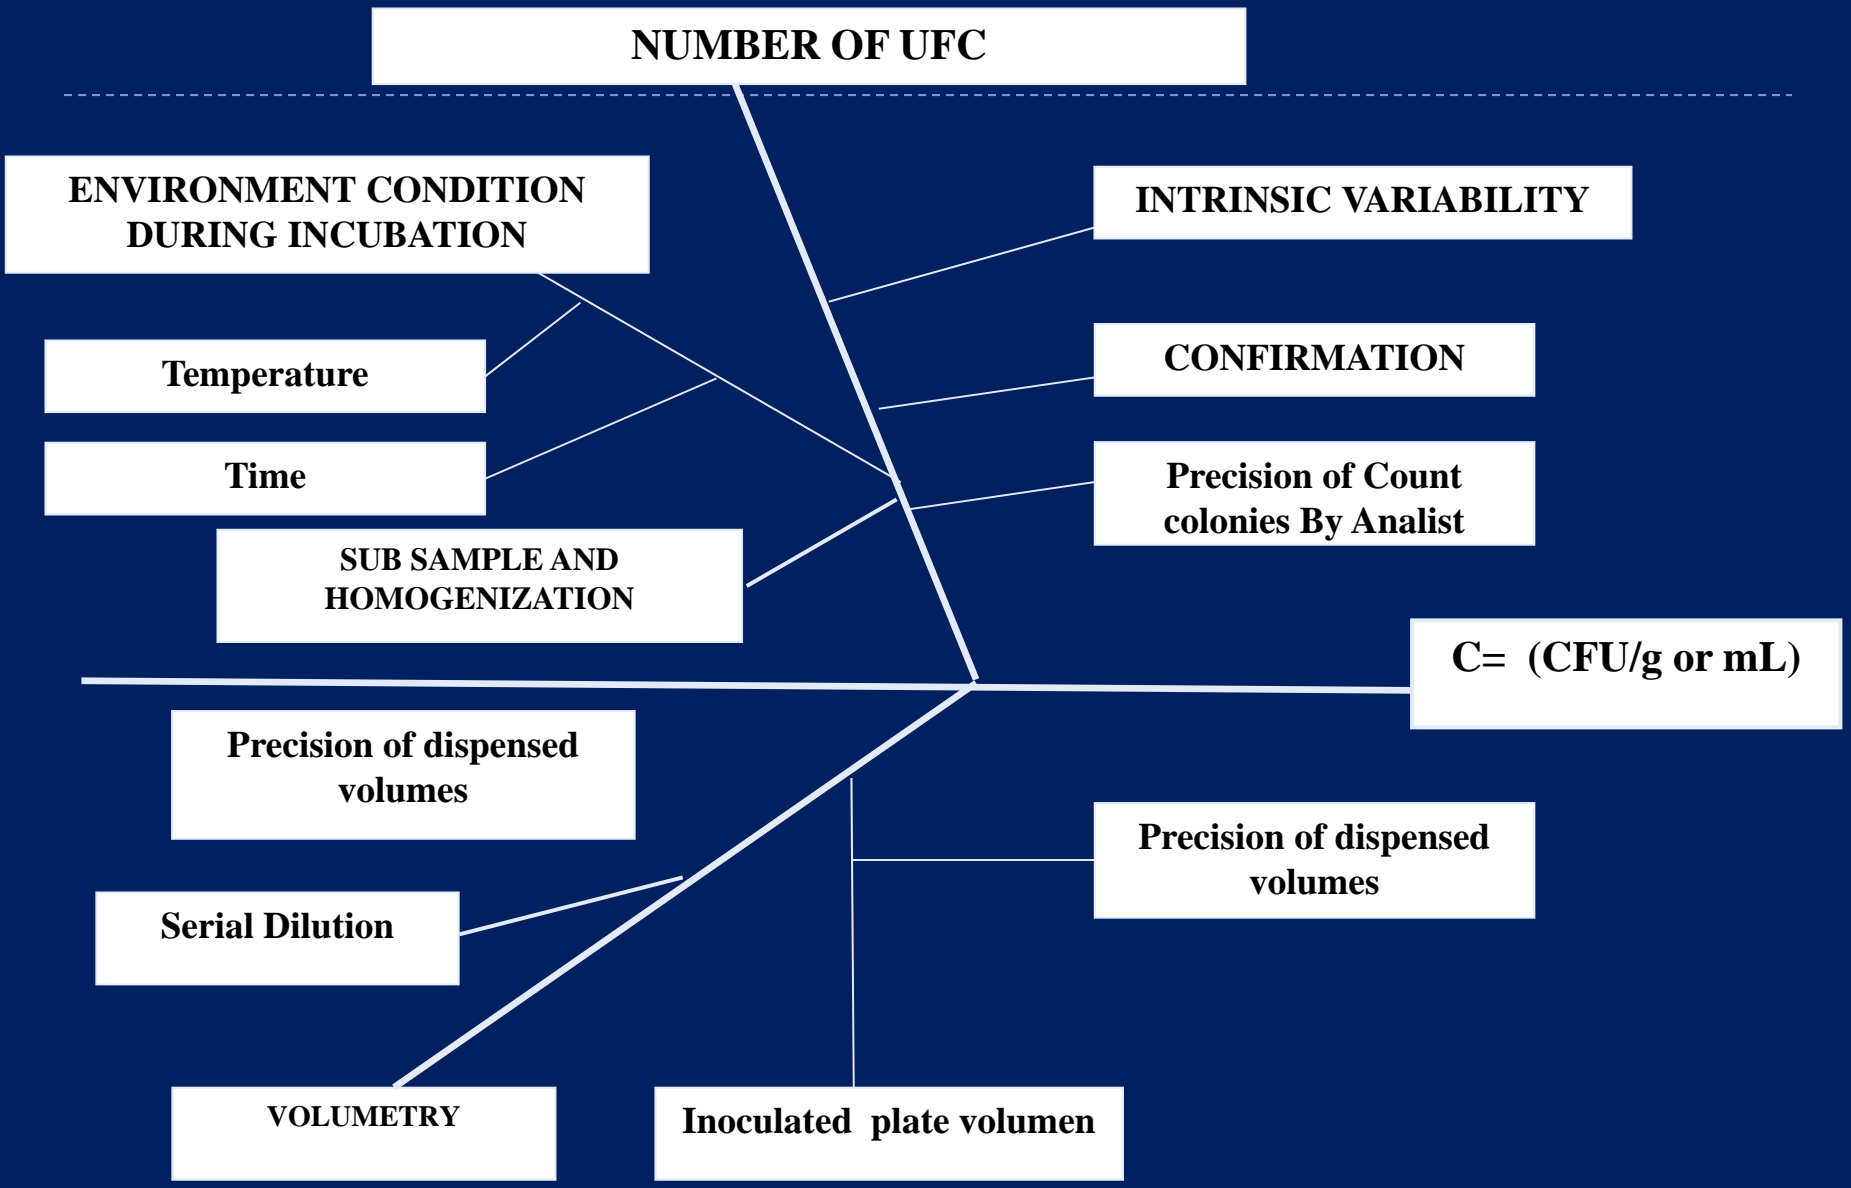 NUMBER OF UFC
ENVIRONMENT CONDITION
DURING INCUBATION
INTRINSIC VARIABILITY
Temperature
CONFIRMATION
Time
Precision of Count
colonies By Analist
SUB SAMPLE AND
HOMOGENIZATION
C= (CFU/g or mL)
Precision of dispensed
volumes
Precision of dispensed
volumes
Serial Dilution
VOLUMETRY
Inoculated plate volumen